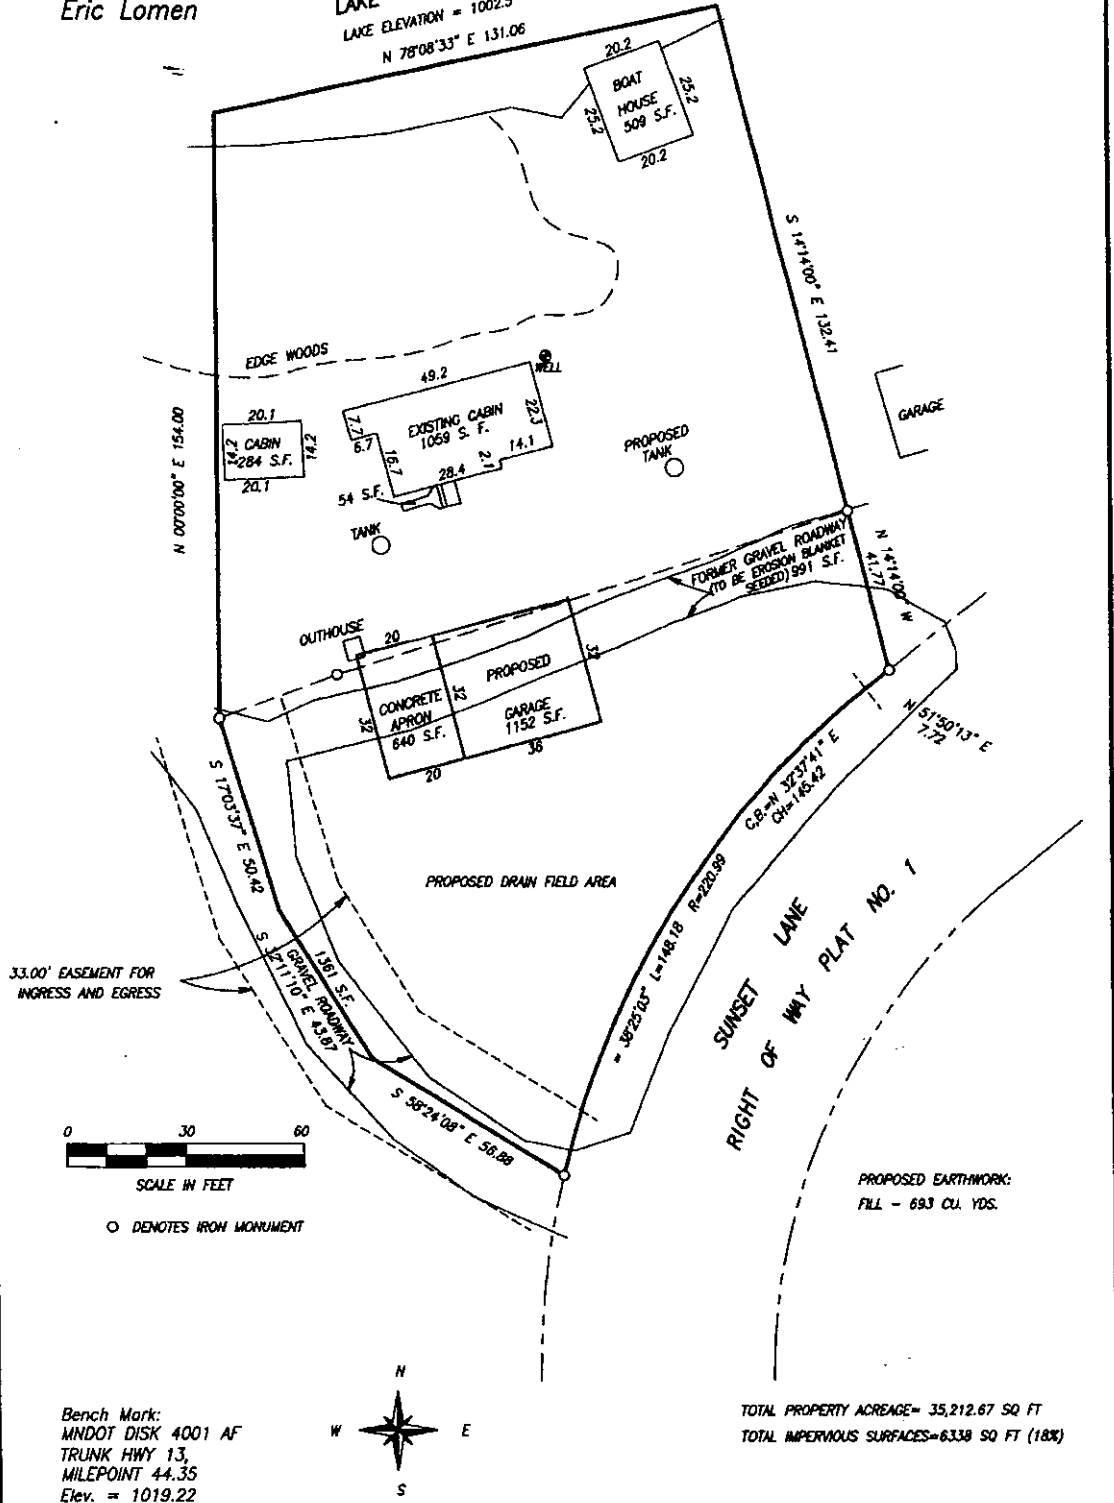 Eric Lomen
LAKE
LAKE ELEVATION = 1002.5
N 78°08'33" E 131.06
20.2
BOAT
HOUSE
509 S.F.
25.2
25.2
20.2
S 14°14'00" E 132.41
EDGE WOODS
WELL
49.2
EXISTING CABIN
1059 S. F.
22.3
7.7
6.7
16.7
28.4
2.1
14.1
54 S.F.
20.1
CABIN
284 S.F.
14.2
14.2
20.1
N 00°00'00" E 154.00
GARAGE
PROPOSED
TANK
TANK
FORMER GRAVEL ROADWAY
(TO BE EROSION BLANKET
SEEDED) 991 S.F.
N 14°14'00" W
41.77
OUTHOUSE
20
PROPOSED
GARAGE
1152 S.F.
32
32
32
CONCRETE
APRON
640 S.F.
20
36
N 51°50'13" E
7.72
C.B.=N 32°37'41" E
CH=145.42
S 17°03'37" E 50.42
PROPOSED DRAIN FIELD AREA
= 38°25'03" L=148.18 R=220.99
SUNSET LANE
RIGHT OF WAY PLAT NO. 1
33.00' EASEMENT FOR
INGRESS AND EGRESS
S 32°11'10" E 43.87
GRAVEL ROADWAY
1361 S.F.
S 58°24'08" E 56.88
0 30 60
SCALE IN FEET
O DENOTES IRON MONUMENT
PROPOSED EARTHWORK:
FILL - 693 CU. YDS.
N
W E
S
Bench Mark:
MNDOT DISK 4001 AF
TRUNK HWY 13,
MILEPOINT 44.35
Elev. = 1019.22
TOTAL PROPERTY ACREAGE= 35,212.67 SQ FT
TOTAL IMPERVIOUS SURFACES=6338 SQ FT (18%)